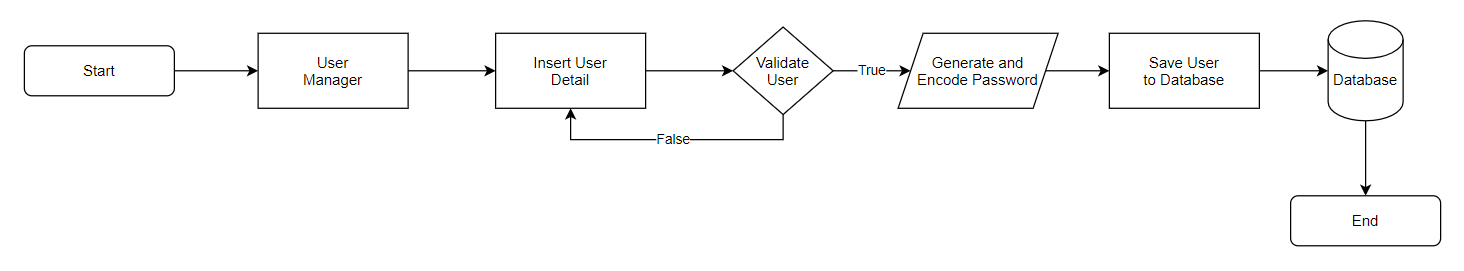 Start
User
Manager
Insert User
Detail
Validate
User
True
Generate and
Encode Password
Save User
to Database
Database
False
End